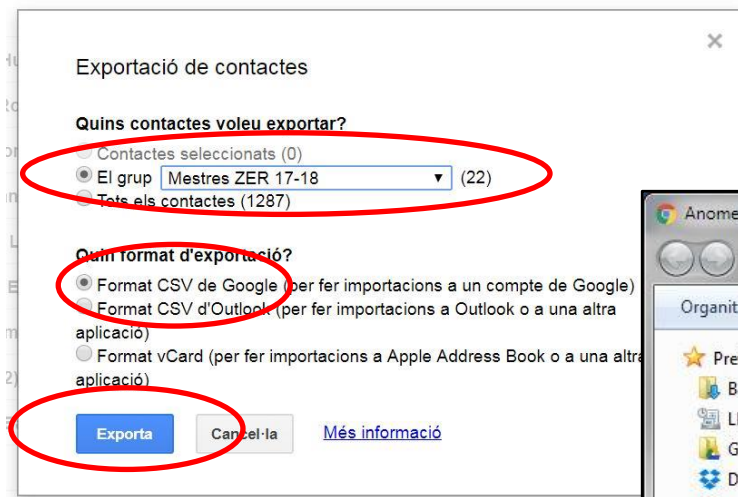 Exportació de contactes
Quins contactes voleu exportar?
Contactes seleccionats (0)
El grup Mestres ZER 17-18 (22)
Tots els contactes (1287)
Quin format d'exportació?
Format CSV de Google (per fer importacions a un compte de Google)
Format CSV d'Outlook (per fer importacions a Outlook o a una altra
aplicació)
Format vCard (per fer importacions a Apple Address Book o a una altra
aplicació)
Exporta Cancel·la Més informació
Anome
Organit
Pre
B
Ll
G
D